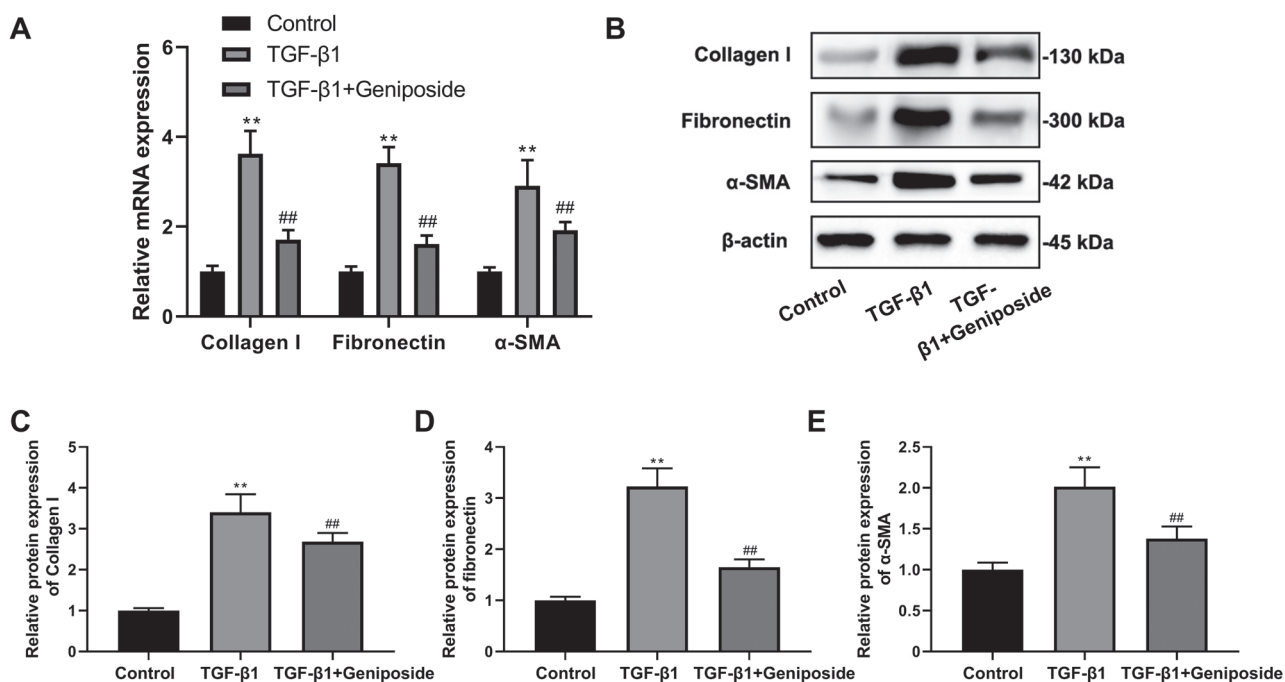 A
Control
TGF-β1
TGF-β1+Geniposide
Relative mRNA expression
6
4
2
0
**
##
**
##
**
##
Collagen I
Fibronectin
α-SMA
B
Collagen I
-130 kDa
Fibronectin
-300 kDa
α-SMA
-42 kDa
β-actin
-45 kDa
Control
TGF-β1
TGF-
β1+Geniposide
C
Relative protein expression
of Collagen I
5
4
3
2
1
0
**
##
Control
TGF-β1
TGF-β1+Geniposide
D
Relative protein expression
of fibronectin
4
3
2
1
0
**
##
Control
TGF-β1
TGF-β1+Geniposide
E
Relative protein expression
of α-SMA
2.5
2.0
1.5
1.0
0.5
0.0
**
##
Control
TGF-β1
TGF-β1+Geniposide